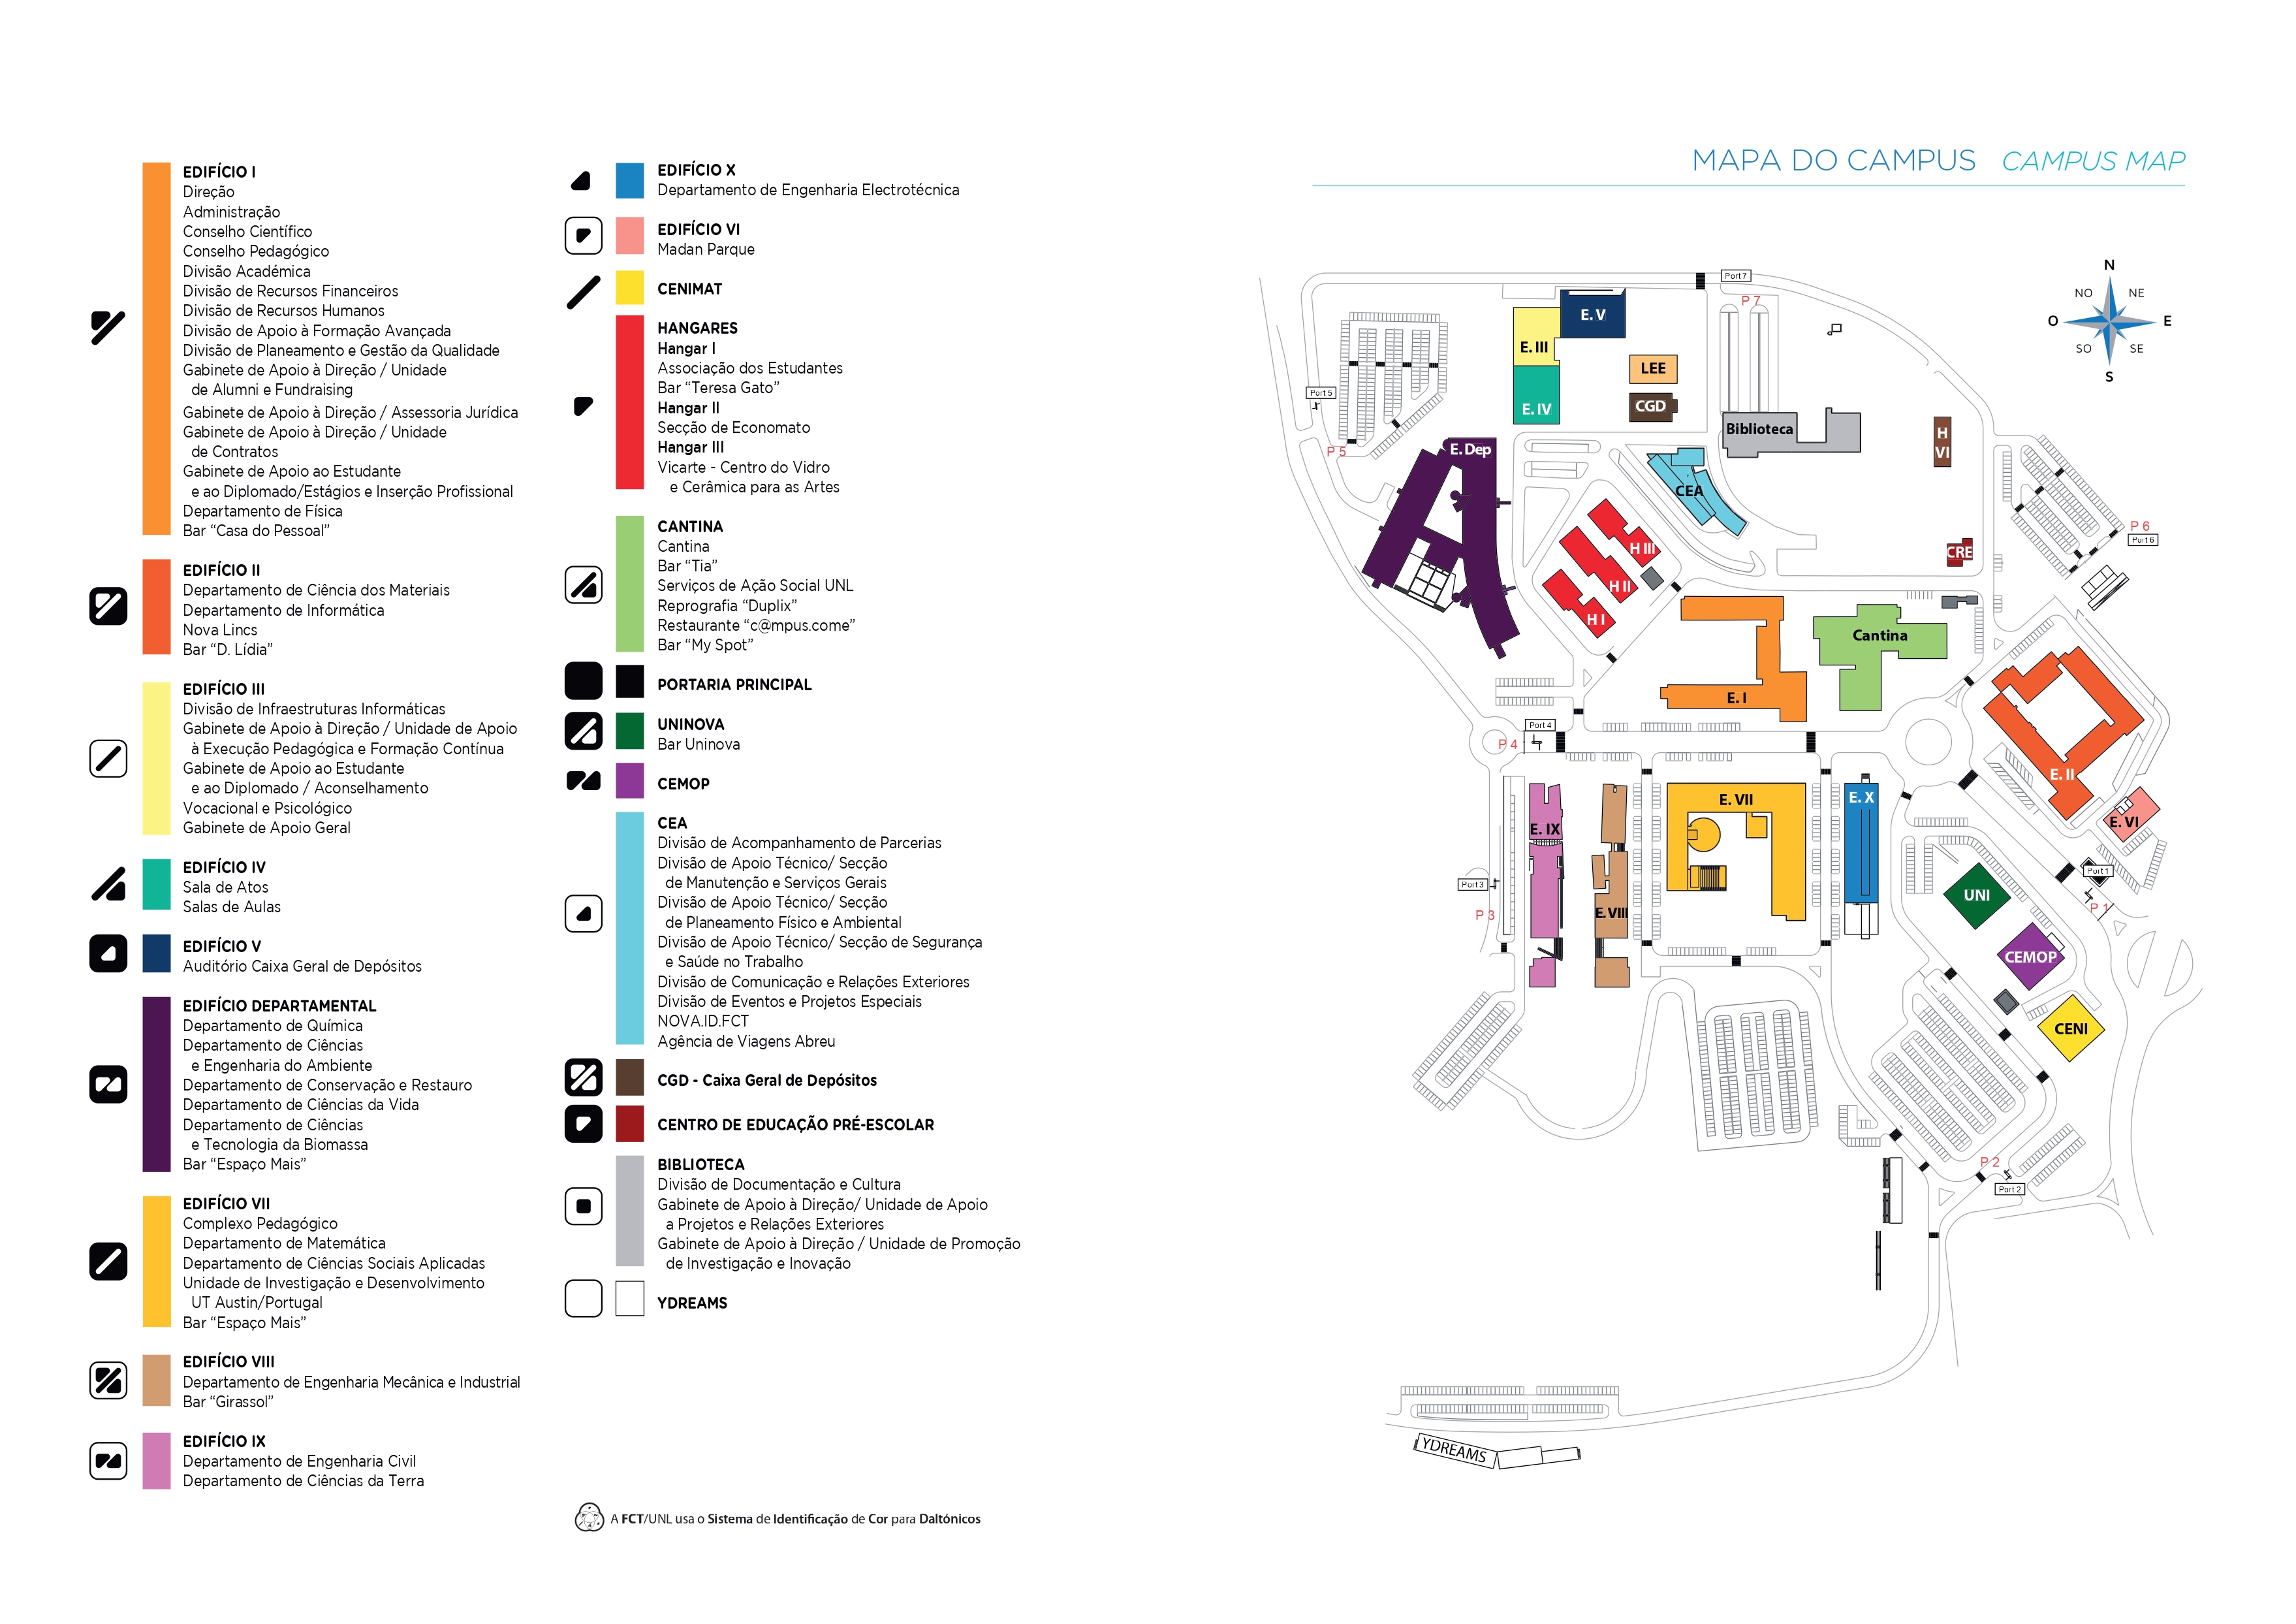 MAPA DO CAMPUS CAMPUS MAP
EDIFÍCIO I
Direção
Administração
Conselho Científico
Conselho Pedagógico
Divisão Académica
Divisão de Recursos Financeiros
Divisão de Recursos Humanos
Divisão de Apoio à Formação Avançada
Divisão de Planeamento e Gestão da Qualidade
Gabinete de Apoio à Direção / Unidade
de Alumni e Fundraising
Gabinete de Apoio à Direção / Assessoria Jurídica
Gabinete de Apoio à Direção / Unidade
de Contratos
Gabinete de Apoio ao Estudante
e ao Diplomado/Estágios e Inserção Profissional
Departamento de Física
Bar “Casa do Pessoal”
EDIFÍCIO II
Departamento de Ciência dos Materiais
Departamento de Informática
Nova Lincs
Bar “D. Lídia”
EDIFÍCIO III
Divisão de Infraestruturas Informáticas
Gabinete de Apoio à Direção / Unidade de Apoio
à Execução Pedagógica e Formação Contínua
Gabinete de Apoio ao Estudante
e ao Diplomado / Aconselhamento
Vocacional e Psicológico
Gabinete de Apoio Geral
EDIFÍCIO IV
Sala de Atos
Salas de Aulas
EDIFÍCIO V
Auditório Caixa Geral de Depósitos
EDIFÍCIO DEPARTAMENTAL
Departamento de Química
Departamento de Ciências
e Engenharia do Ambiente
Departamento de Conservação e Restauro
Departamento de Ciências da Vida
Departamento de Ciências
e Tecnologia da Biomassa
Bar “Espaço Mais”
EDIFÍCIO VII
Complexo Pedagógico
Departamento de Matemática
Departamento de Ciências Sociais Aplicadas
Unidade de Investigação e Desenvolvimento
UT Austin/Portugal
Bar “Espaço Mais”
EDIFÍCIO VIII
Departamento de Engenharia Mecânica e Industrial
Bar “Girassol”
EDIFÍCIO IX
Departamento de Engenharia Civil
Departamento de Ciências da Terra
EDIFÍCIO X
Departamento de Engenharia Electrotécnica
EDIFÍCIO VI
Madan Parque
CENIMAT
HANGARES
Hangar I
Associação dos Estudantes
Bar “Teresa Gato”
Hangar II
Secção de Economato
Hangar III
Vicarte - Centro do Vidro
e Cerâmica para as Artes
CANTINA
Cantina
Bar “Tia”
Serviços de Ação Social UNL
Reprografia “Duplix”
Restaurante “c@mpus.come”
Bar “My Spot”
PORTARIA PRINCIPAL
UNINOVA
Bar Uninova
CEMOP
CEA
Divisão de Acompanhamento de Parcerias
Divisão de Apoio Técnico/ Secção
de Manutenção e Serviços Gerais
Divisão de Apoio Técnico/ Secção
de Planeamento Físico e Ambiental
Divisão de Apoio Técnico/ Secção de Segurança
e Saúde no Trabalho
Divisão de Comunicação e Relações Exteriores
Divisão de Eventos e Projetos Especiais
NOVA.ID.FCT
Agência de Viagens Abreu
CGD - Caixa Geral de Depósitos
CENTRO DE EDUCAÇÃO PRÉ-ESCOLAR
BIBLIOTECA
Divisão de Documentação e Cultura
Gabinete de Apoio à Direção/ Unidade de Apoio
a Projetos e Relações Exteriores
Gabinete de Apoio à Direção / Unidade de Promoção
de Investigação e Inovação
YDREAMS
A FCT/UNL usa o Sistema de Identificação de Cor para Daltónicos
N
NO NE
O E
SO SE
S
Port 7
P 7
E. V
E. III
LEE
Port 5
E. IV
CGD
Biblioteca
H
VI
P 5
E. Dep
CEA
P 6
Port 6
H III
CRE
H II
H I
Cantina
E. I
Port 4
P 4
E. II
E. X
E. VII
E. IX
E. VI
Port 1
Port 3
UNI
P 1
P 3
E. VIII
CEMOP
CENI
P 2
Port 2
YDREAMS